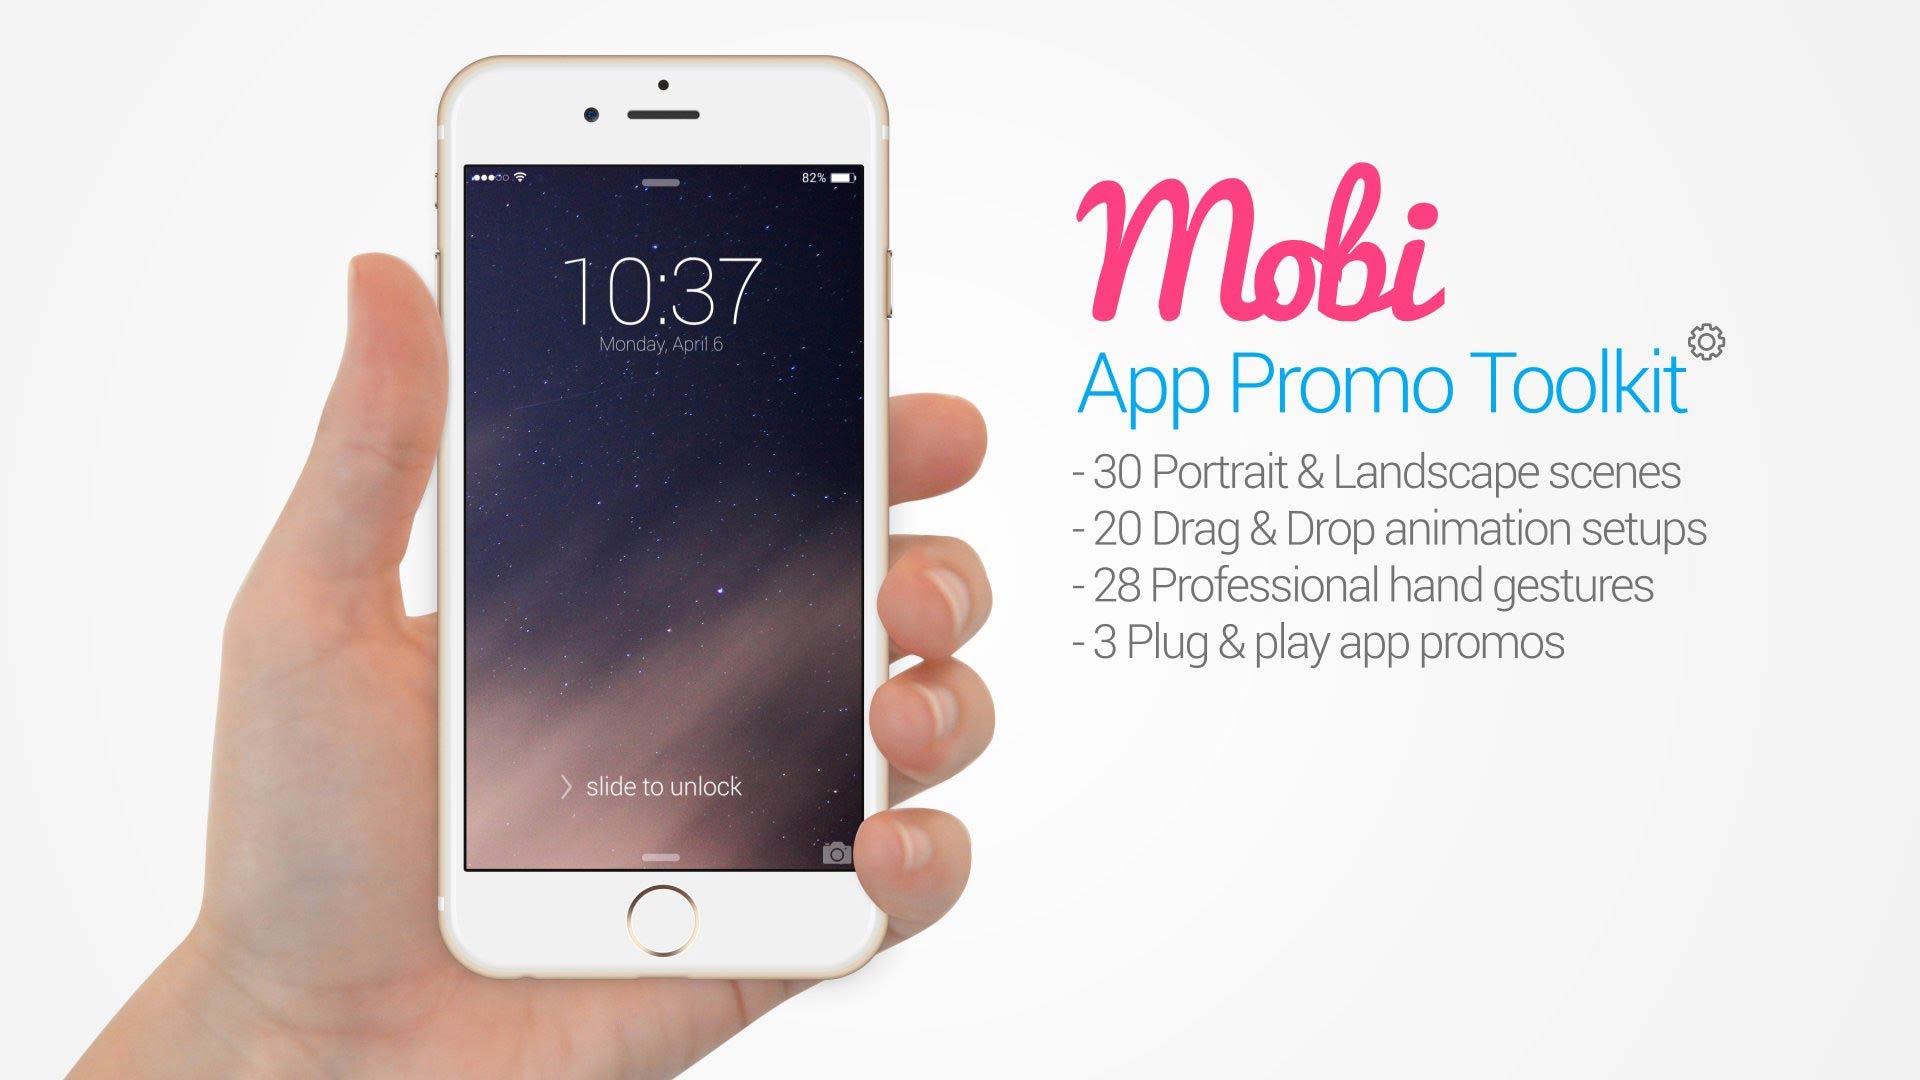 82%
10:37
Monday, April 6
slide to unlock
Mobi
App Promo Toolkit
- 30 Portrait & Landscape scenes
- 20 Drag & Drop animation setups
- 28 Professional hand gestures
- 3 Plug & play app promos